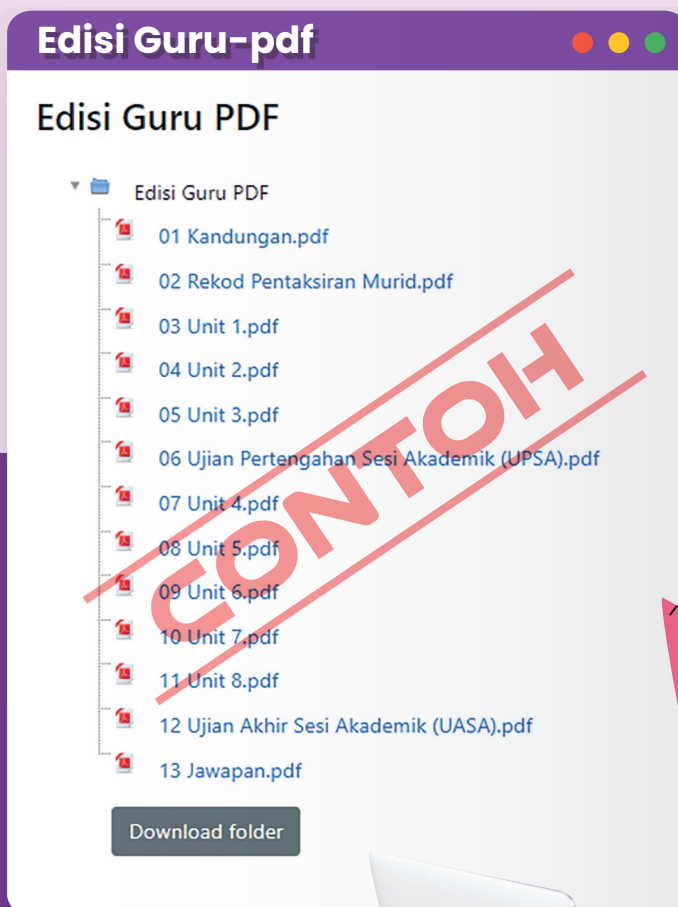 Edisi Guru-pdf
Edisi Guru PDF
Edisi Guru PDF
01 Kandungan.pdf
02 Rekod Pentaksiran Murid.pdf
03 Unit 1.pdf
04 Unit 2.pdf
05 Unit 3.pdf
06 Ujian Pertengahan Sesi Akademik (UPSA).pdf
07 Unit 4.pdf
08 Unit 5.pdf
09 Unit 6.pdf
10 Unit 7.pdf
11 Unit 8.pdf
12 Ujian Akhir Sesi Akademik (UASA).pdf
13 Jawapan.pdf
CONTOH
Download folder